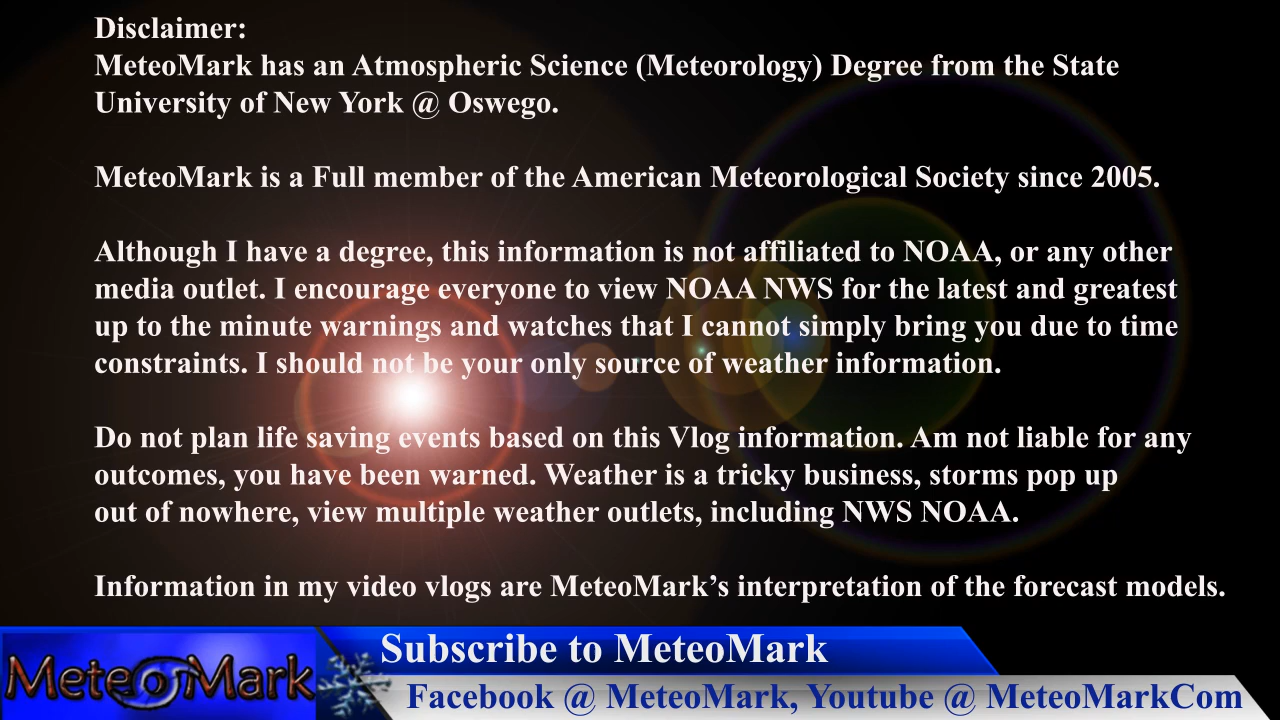 Disclaimer:
MeteoMark has an Atmospheric Science (Meteorology) Degree from the State
University of New York @ Oswego.
MeteoMark is a Full member of the American Meteorological Society since 2005.
Although I have a degree, this information is not affiliated to NOAA, or any other
media outlet. I encourage everyone to view NOAA NWS for the latest and greatest
up to the minute warnings and watches that I cannot simply bring you due to time
constraints. I should not be your only source of weather information.
Do not plan life saving events based on this Vlog information. Am not liable for any
outcomes, you have been warned. Weather is a tricky business, storms pop up
out of nowhere, view multiple weather outlets, including NWS NOAA.
Information in my video vlogs are MeteoMark’s interpretation of the forecast models.
Subscribe to MeteoMark
MeteoMark
Facebook @ MeteoMark, Youtube @ MeteoMarkCom